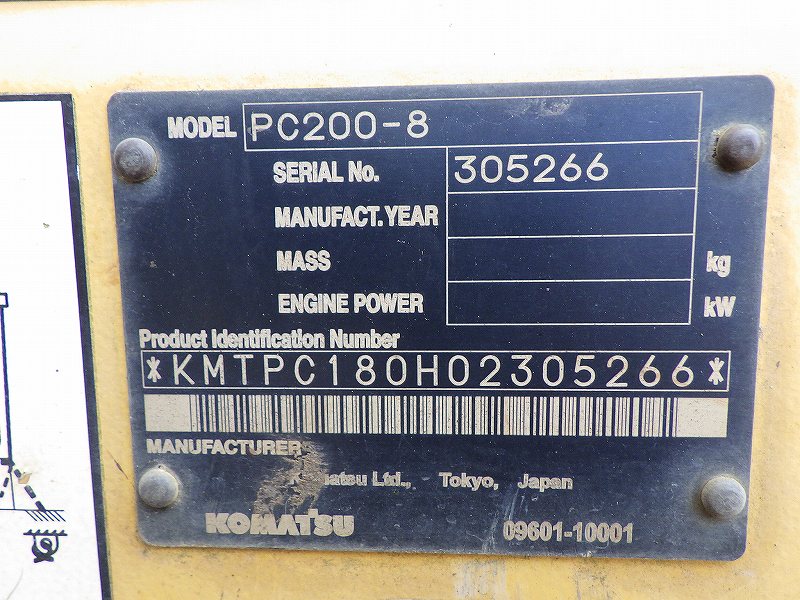 MODEL PC200-8
SERIAL No. 305266
MANUFACT. YEAR
MASS kg
ENGINE POWER kW
Product Identification Number
*KMTPC180H02305266*
MANUFACTURER
Ltd., Tokyo, Japan
KOMATSU 09601-10001